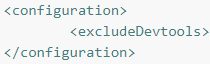 <configuration>
<excludeDevtools>
</configuration>